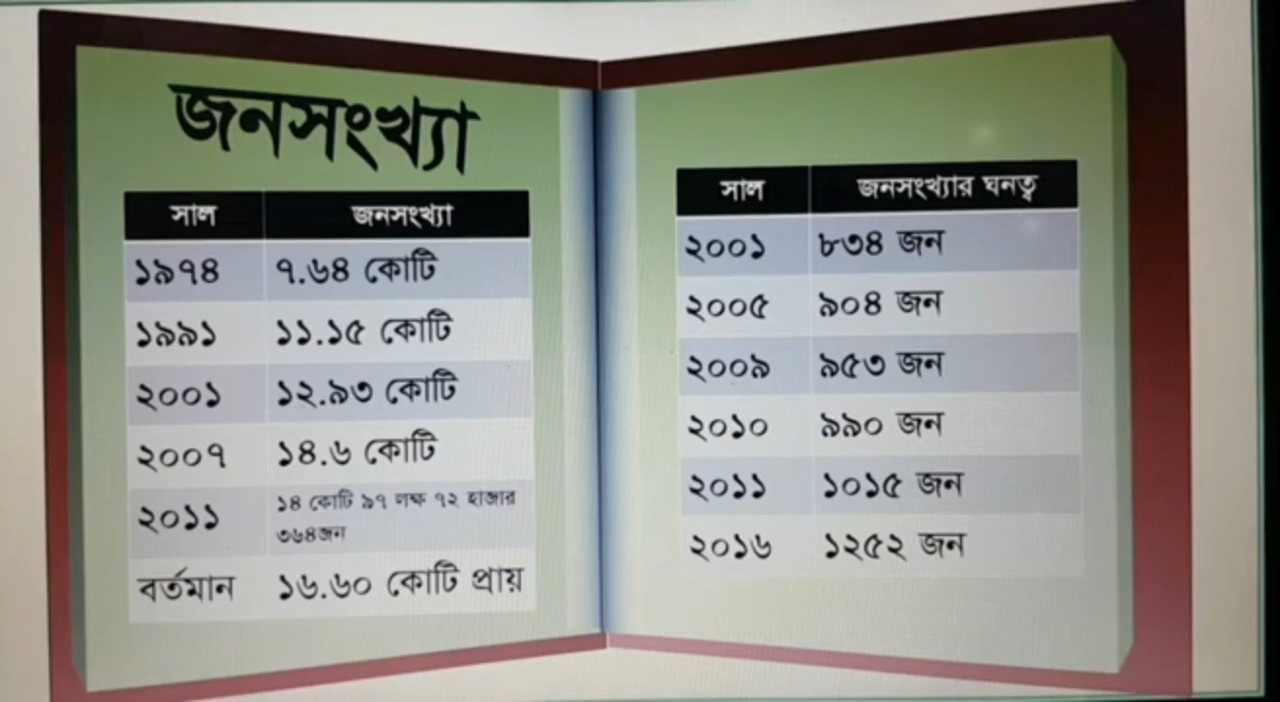 জনসংখ্যা
সাল জনসংখ্যা
১৯৭৪ ৭.৬৪ কোটি
১৯৯১ ১১.১৫ কোটি
২০০১ ১২.৯৩ কোটি
২০০৭ ১৪.৬ কোটি
২০১১ ১৪ কোটি ৯৭ লক্ষ ৭২ হাজার
৩৬৪জন
বর্তমান ১৬.৬০ কোটি প্রায়
সাল জনসংখ্যার ঘনত্ব
২০০১ ৮৩৪ জন
২০০৫ ৯০৪ জন
২০০৯ ৯৫৩ জন
২০১০ ৯৯০ জন
২০১১ ১০১৫ জন
২০১৬ ১২৫২ জন